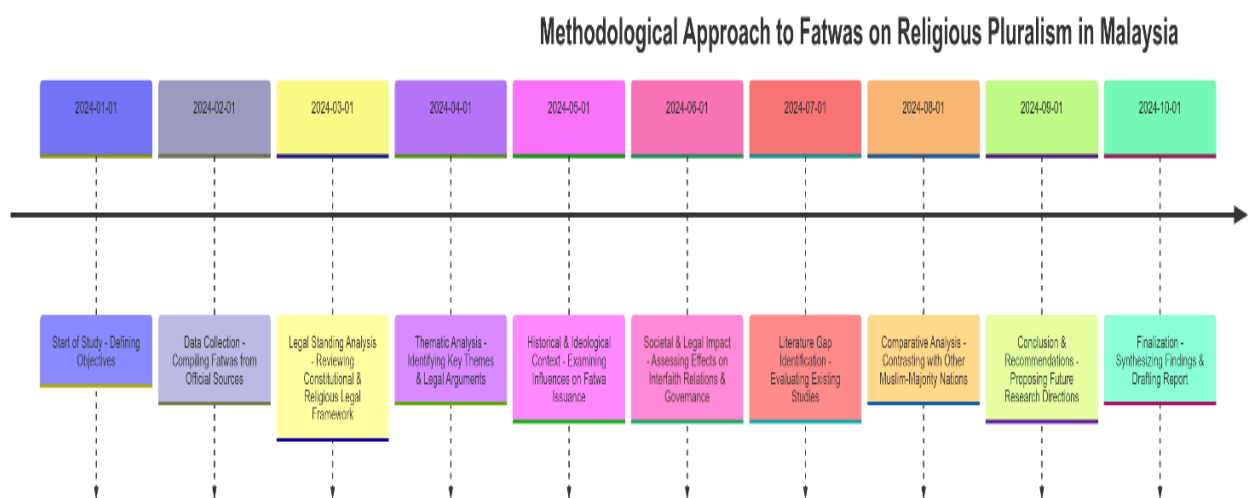 Methodological Approach to Fatwas on Religious Pluralism in Malaysia
2024-01-01
2024-02-01
2024-03-01
2024-04-01
2024-05-01
2024-06-01
2024-07-01
2024-08-01
2024-09-01
2024-10-01
Start of Study - Defining
Objectives
Data Collection -
Compiling Fatwas from
Official Sources
Legal Standing Analysis
- Reviewing
Constitutional &
Religious Legal
Framework
Thematic Analysis -
Identifying Key Themes
& Legal Arguments
Historical & Ideological
Context - Examining
Influences on Fatwa
Issuance
Societal & Legal Impact
- Assessing Effects on
Interfaith Relations &
Governance
Literature Gap
Identification -
Evaluating Existing
Studies
Comparative Analysis -
Contrasting with Other
Muslim-Majority Nations
Conclusion &
Recommendations -
Proposing Future
Research Directions
Finalization -
Synthesizing Findings &
Drafting Report